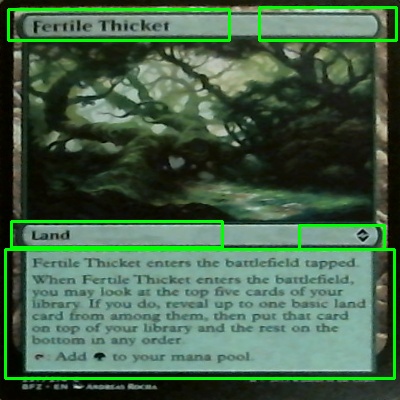 Fertile Thicket
Land
Fertile Thicket enters the battlefield tapped.
When Fertile Thicket enters the battlefield,
you may look at the top five cards of your
library. If you do, reveal up to one basic land
card from among them, then put that card
on top of your library and the rest on the
bottom in any order.
: Add to your mana pool.
BFZ • EN Andreas Rocha